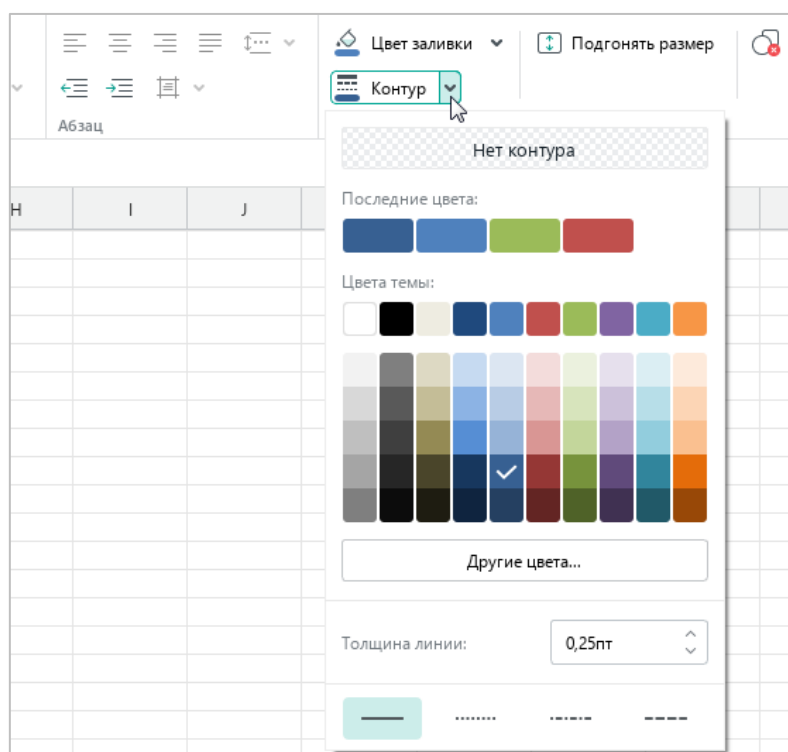 Цвет заливки
Подгонять размер
Контур
Абзац
Нет контура
H I J
Последние цвета:
Цвета темы:
Другие цвета...
Толщина линии: 0,25пт